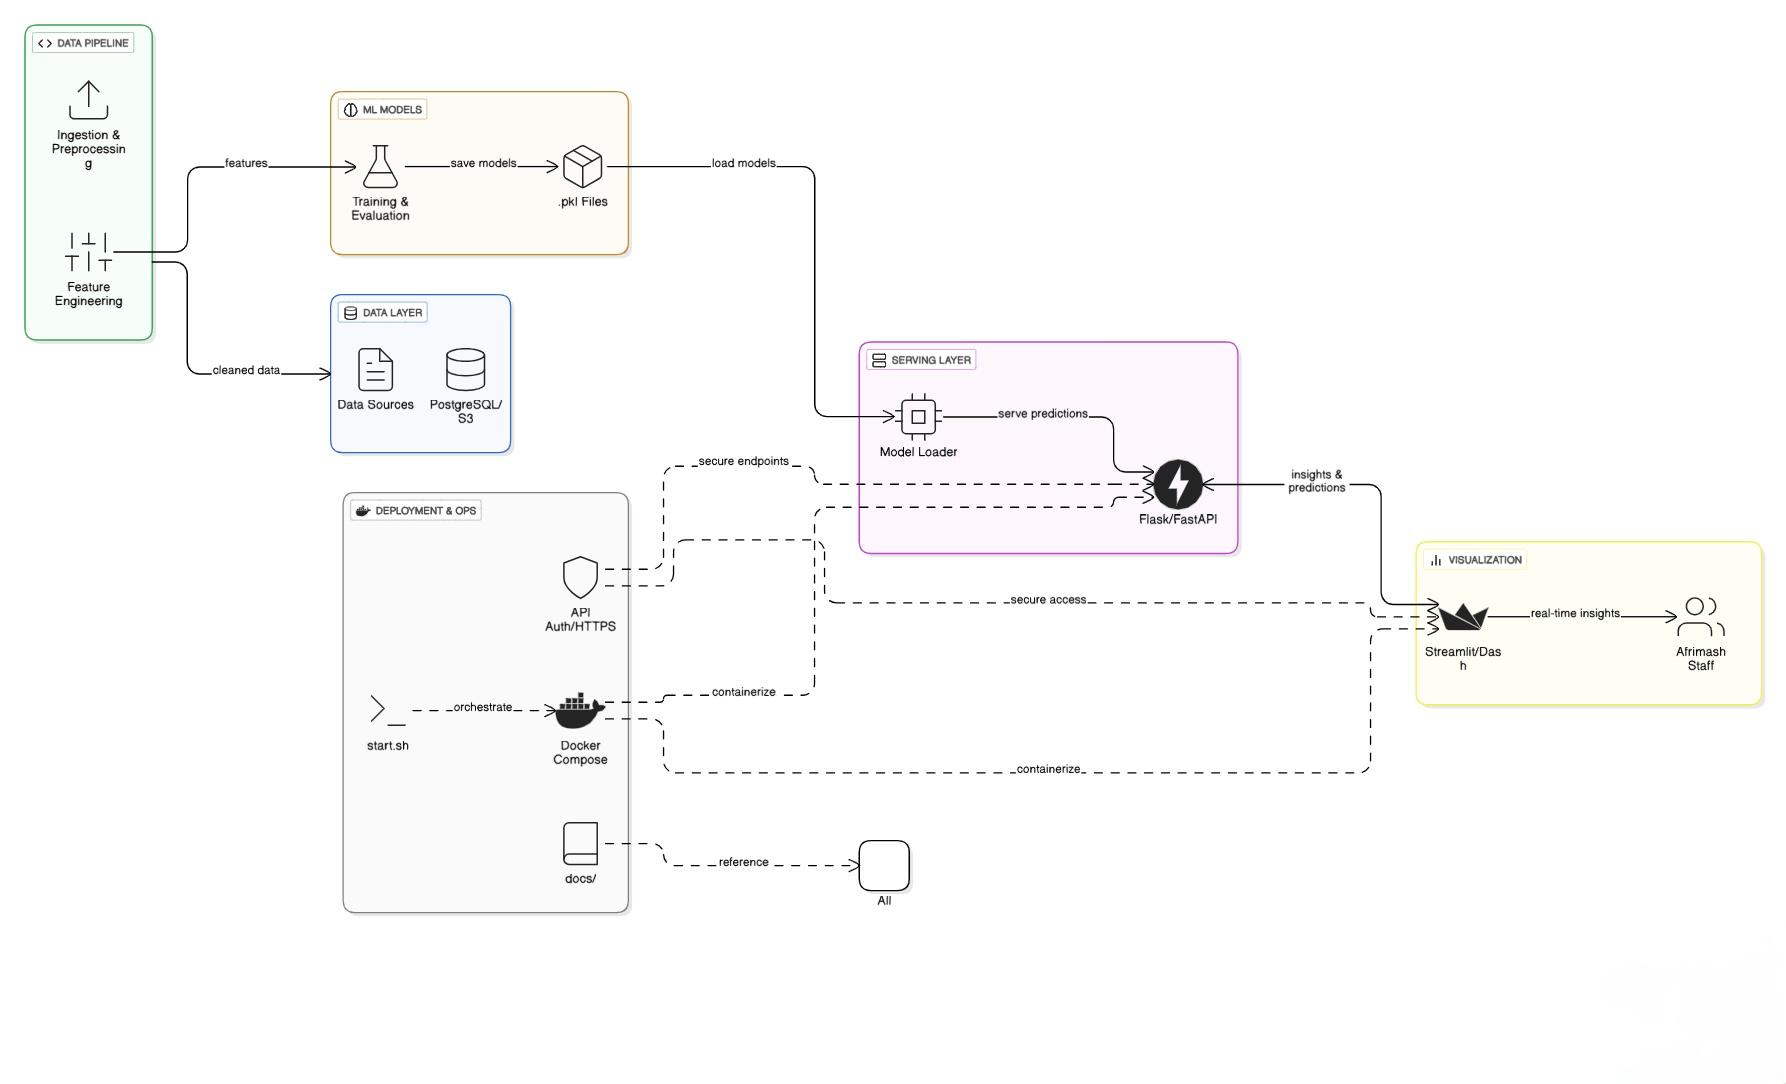 DATA PIPELINE
Ingestion &
Preprocessin
g
Feature
Engineering
features
cleaned data
ML MODELS
Training &
Evaluation
save models
.pkl Files
load models
DATA LAYER
Data Sources
PostgreSQL/
S3
SERVING LAYER
Model Loader
serve predictions
Flask/FastAPI
insights &
predictions
secure endpoints
DEPLOYMENT & OPS
API
Auth/HTTPS
secure access
start.sh
orchestrate
Docker
Compose
containerize
containerize
docs/
reference
All
VISUALIZATION
Streamlit/Das
h
real-time insights
Afrimash
Staff